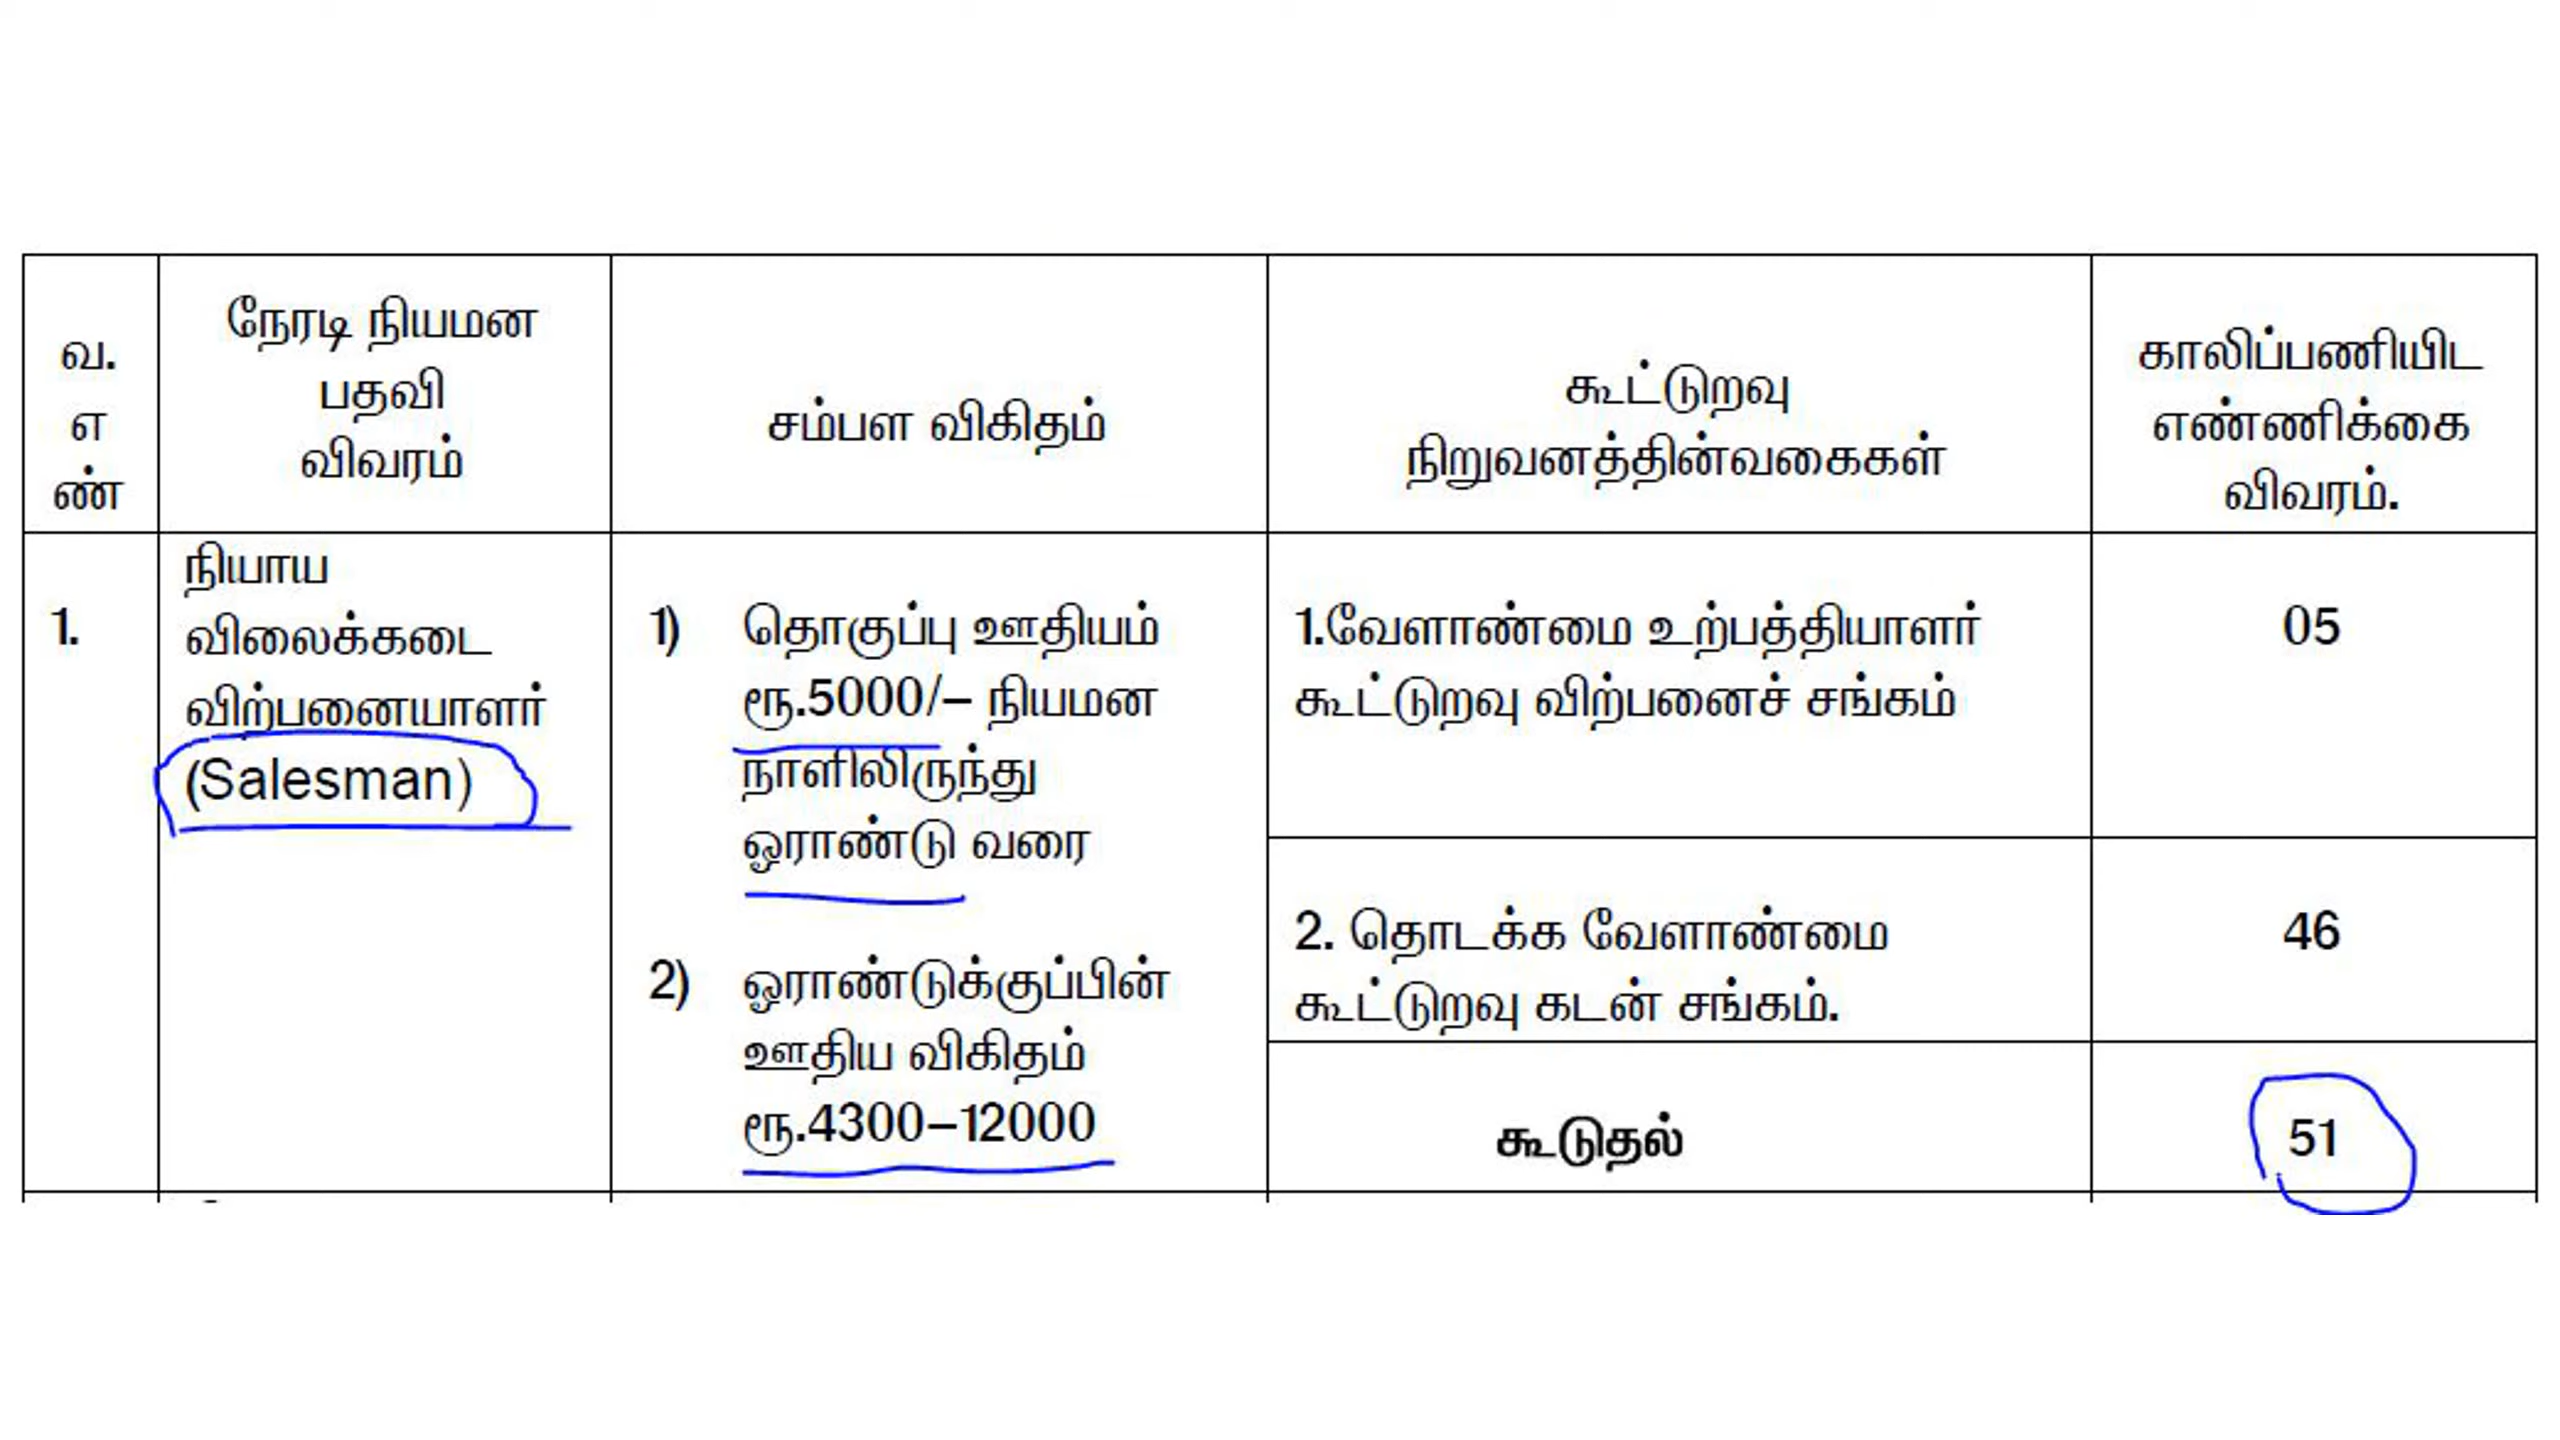 வ.
எ
ண்
நேரடி நியமன
பதவி
விவரம்
சம்பள விகிதம்
கூட்டுறவு
நிறுவனத்தின்வகைகள்
காலிப்பணியிட
எண்ணிக்கை
விவரம்.
1.
நியாய
விலைக்கடை
விற்பனையாளர்
(Salesman)
1) தொகுப்பு ஊதியம்
ரூ.5000/– நியமன
நாளிலிருந்து
ஓராண்டு வரை
2) ஓராண்டுக்குப்பின்
ஊதிய விகிதம்
ரூ.4300–12000
1.வேளாண்மை உற்பத்தியாளர்
கூட்டுறவு விற்பனைச் சங்கம்
05
2. தொடக்க வேளாண்மை
கூட்டுறவு கடன் சங்கம்.
46
கூடுதல்
51